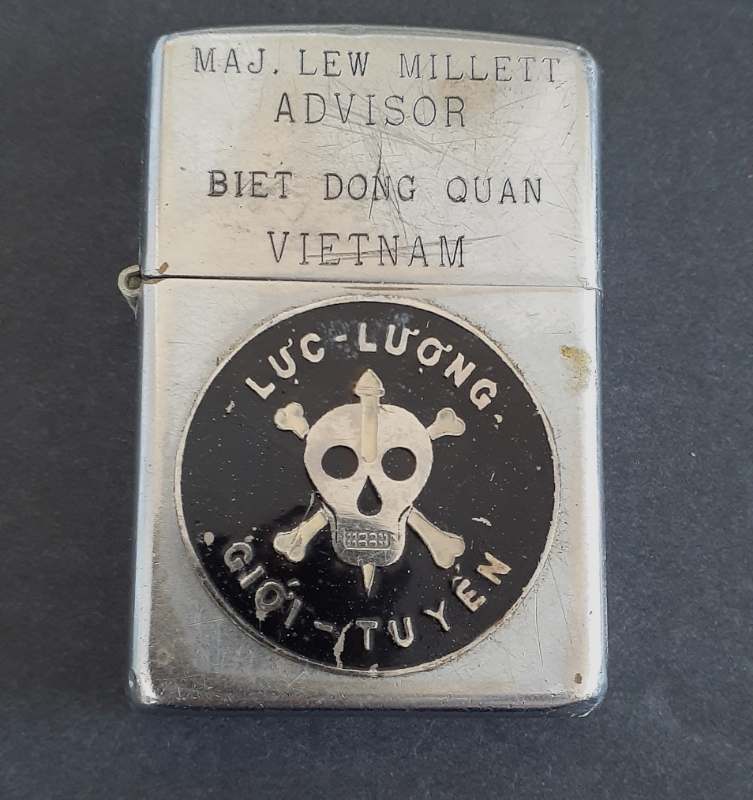 MAJ. LEW MILLETT
ADVISOR
BIET DONG QUAN
VIETNAM
LỰC-LƯỢNG
GIỚI-TUYẾN